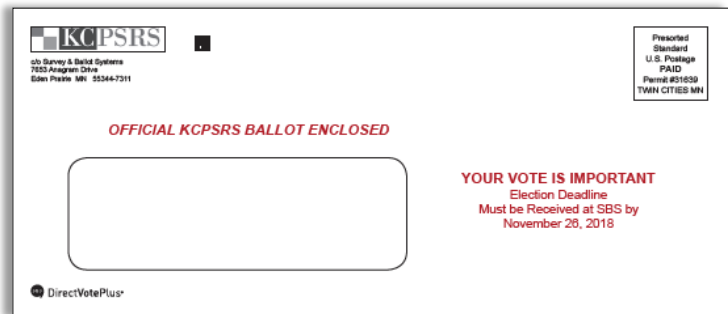 KCPSRS
c/o Survey & Ballot Systems
7653 Anagram Drive
Eden Prairie MN 55344-7311
Presorted
Standard
U.S. Postage
PAID
Permit #31639
TWIN CITIES MN
OFFICIAL KCPSRS BALLOT ENCLOSED
YOUR VOTE IS IMPORTANT
Election Deadline
Must be Received at SBS by
November 26, 2018
DirectVotePlus